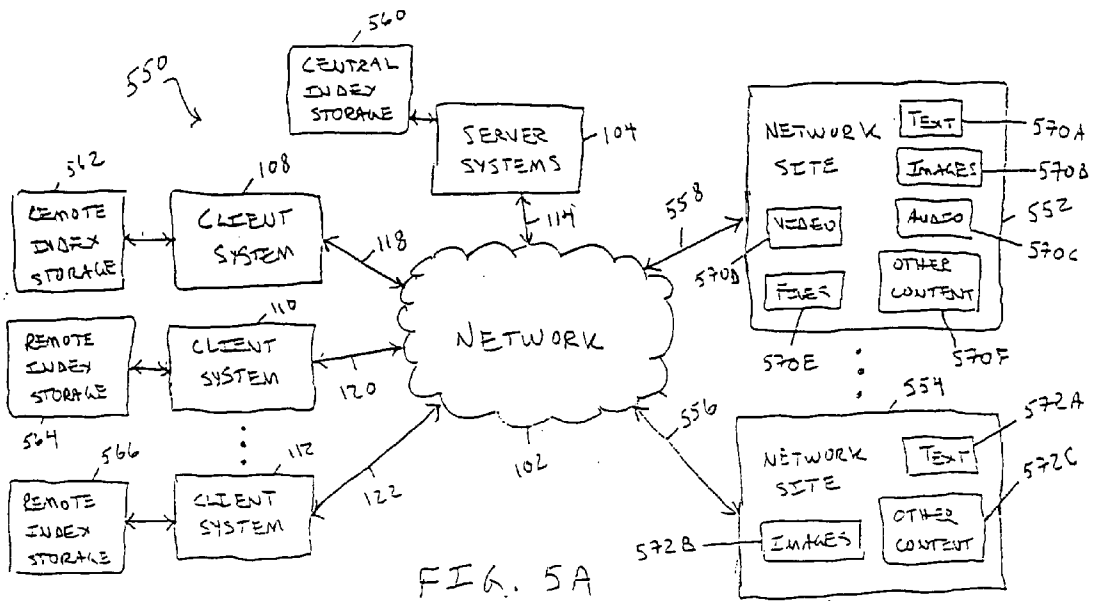 550
560
CENTRAL
INDEX
STORAGE
SERVER
SYSTEMS
104
114
562
REMOTE
INDEX
STORAGE
108
CLIENT
SYSTEM
118
REMOTE
INDEX
STORAGE
564
110
CLIENT
SYSTEM
120
566
REMOTE
INDEX
STORAGE
112
CLIENT
SYSTEM
122
NETWORK
102
558
556
NETWORK
SITE
TEXT
570A
IMAGES
570B
552
VIDEO
570D
AUDIO
570C
FILES
570E
OTHER
CONTENT
570F
554
NETWORK
SITE
TEXT
572A
572C
IMAGES
572B
OTHER
CONTENT
FIG. 5A